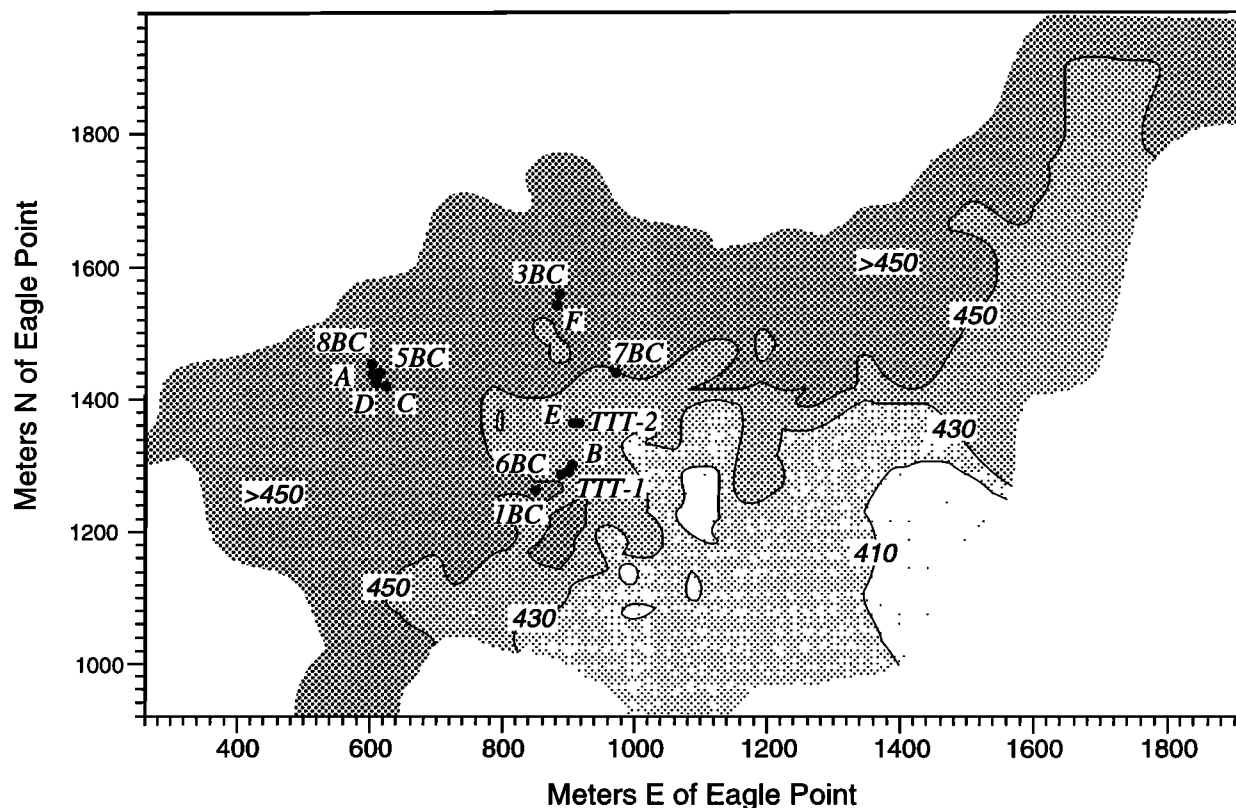 1800
1600
1400
1200
1000
Meters N of Eagle Point
3BC
>450
F
450
8BC
5BC
7BC
A
D
C
E
TTT-2
430
B
6BC
TTT-1
>450
1BC
410
450
430
400
600
800
1000
1200
1400
1600
1800
Meters E of Eagle Point